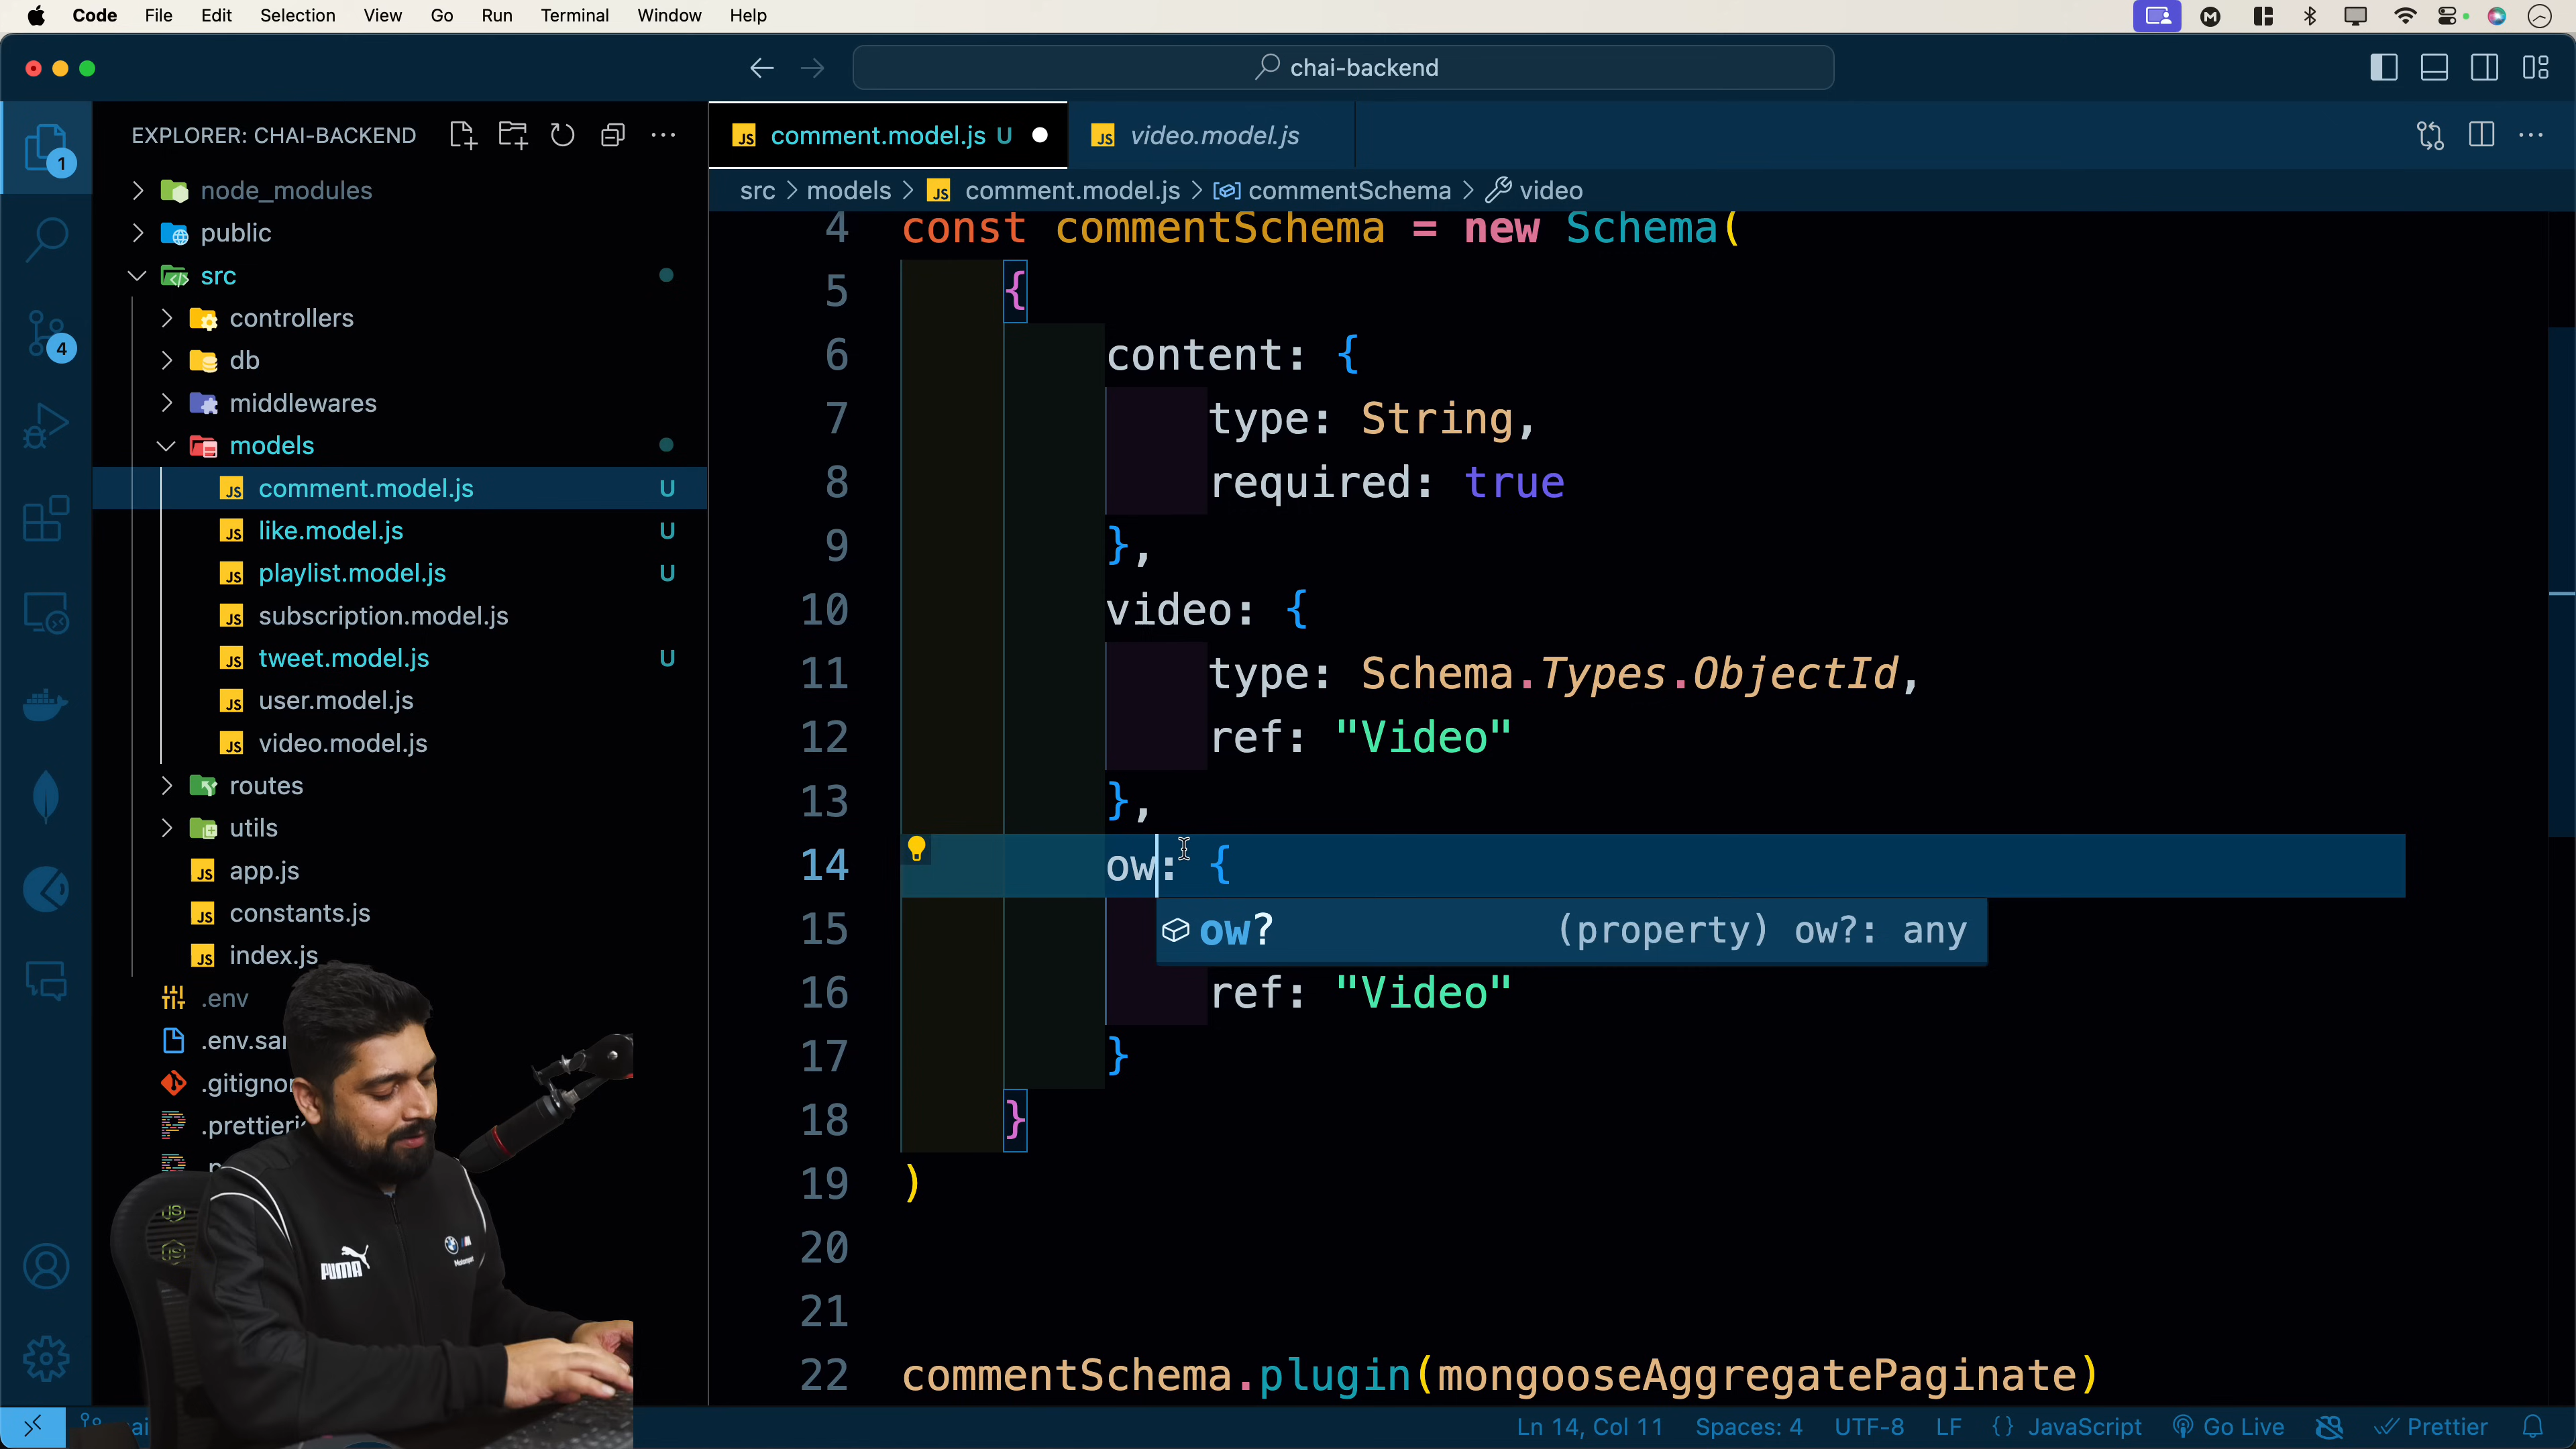 Code File Edit Selection View Go Run Terminal Window Help
chai-backend
EXPLORER: CHAI-BACKEND
1
4
node_modules
public
src
controllers
db
middlewares
models
comment.model.js U
like.model.js U
playlist.model.js U
subscription.model.js
tweet.model.js U
user.model.js
video.model.js
routes
utils
app.js
constants.js
index.js
.env
PUMA
comment.model.js U
video.model.js
src > models > comment.model.js > commentSchema > video
4 const commentSchema = new Schema(
5 {
6 content: {
7 type: String,
8 required: true
9 },
10 video: {
11 type: Schema.Types.ObjectId,
12 ref: "Video"
13 },
14 ow: {
15 ow? (property) ow?: any
16 ref: "Video"
17 }
18 }
19 )
20
21
22 commentSchema.plugin(mongooseAggregatePaginate)
Ln 14, Col 11 Spaces: 4 UTF-8 LF {} JavaScript Go Live Prettier